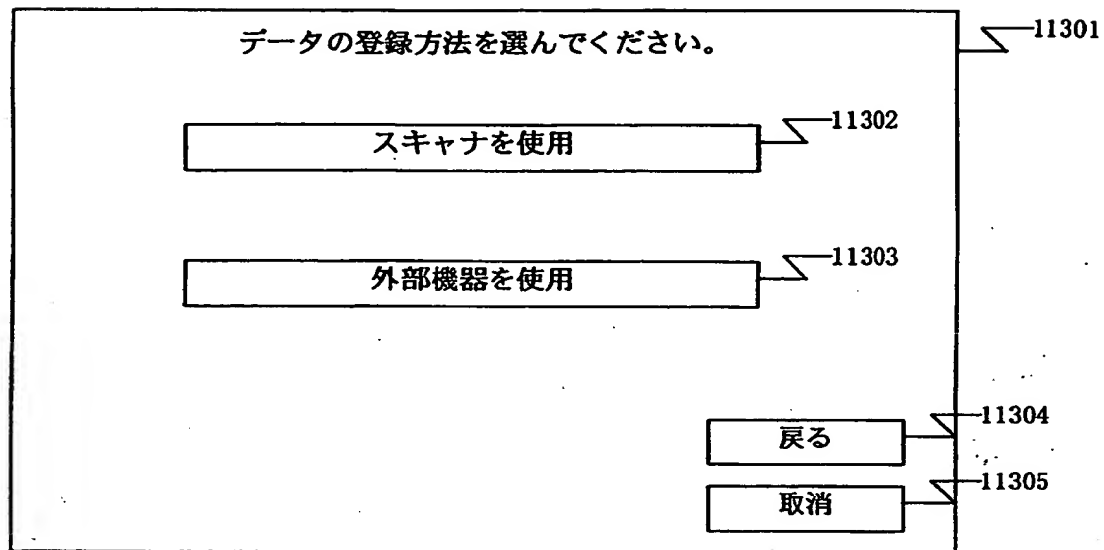 データの登録方法を選んでください。
11301
スキャナを使用
11302
外部機器を使用
11303
戻る
11304
取消
11305